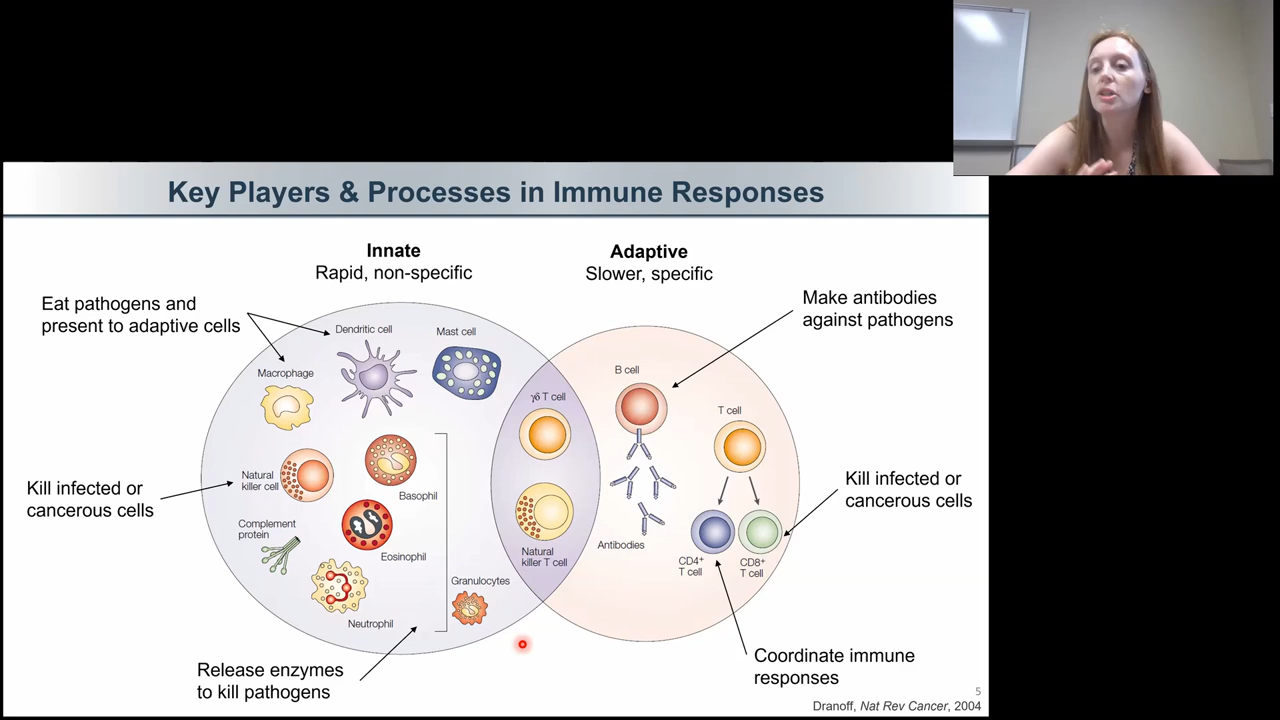 Key Players & Processes in Immune Responses
Innate
Rapid, non-specific
Adaptive
Slower, specific
Eat pathogens and
present to adaptive cells
Make antibodies
against pathogens
Dendritic cell
Mast cell
Macrophage
γδ T cell
B cell
T cell
Natural
killer cell
Basophil
Kill infected or
cancerous cells
Kill infected or
cancerous cells
Complement
protein
Eosinophil
Natural
killer T cell
Antibodies
CD4+
T cell
CD8+
T cell
Granulocytes
Neutrophil
Release enzymes
to kill pathogens
Coordinate immune
responses
5
Dranoff, Nat Rev Cancer, 2004